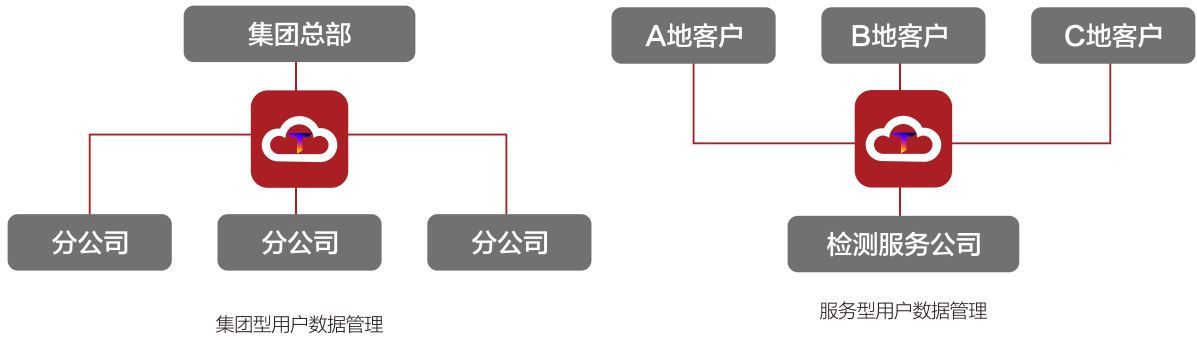 集团总部
分公司
分公司
分公司
集团型用户数据管理
A地客户
B地客户
C地客户
检测服务公司
服务型用户数据管理